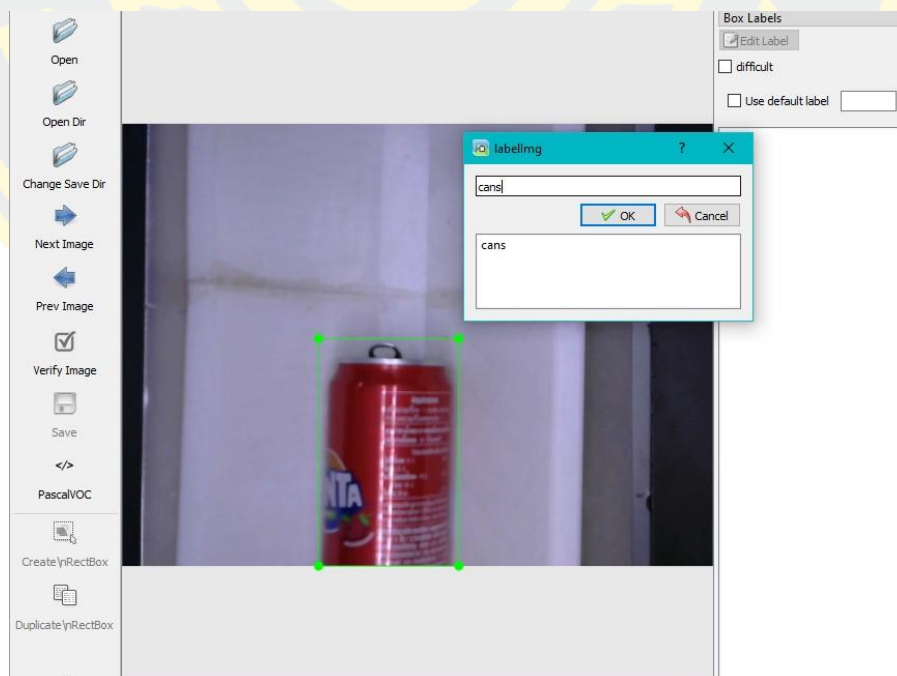 Open
Open Dir
Change Save Dir
Next Image
Prev Image
Verify Image
Save
</>
PascalVOC
Create\nRectBox
Duplicate\nRectBox
labelImg
?
cans
OK
Cancel
cans
NTA
Box Labels
Edit Label
difficult
Use default label